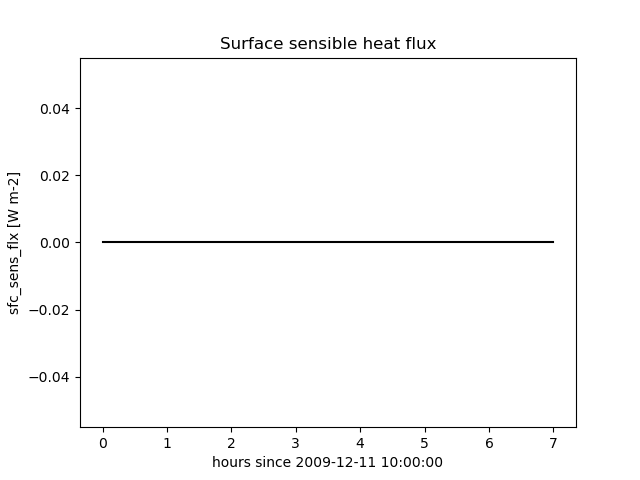 Surface sensible heat flux
sfc_sens_flx [W m-2]
0.04
0.02
0.00
−0.02
−0.04
0 1 2 3 4 5 6 7
hours since 2009-12-11 10:00:00